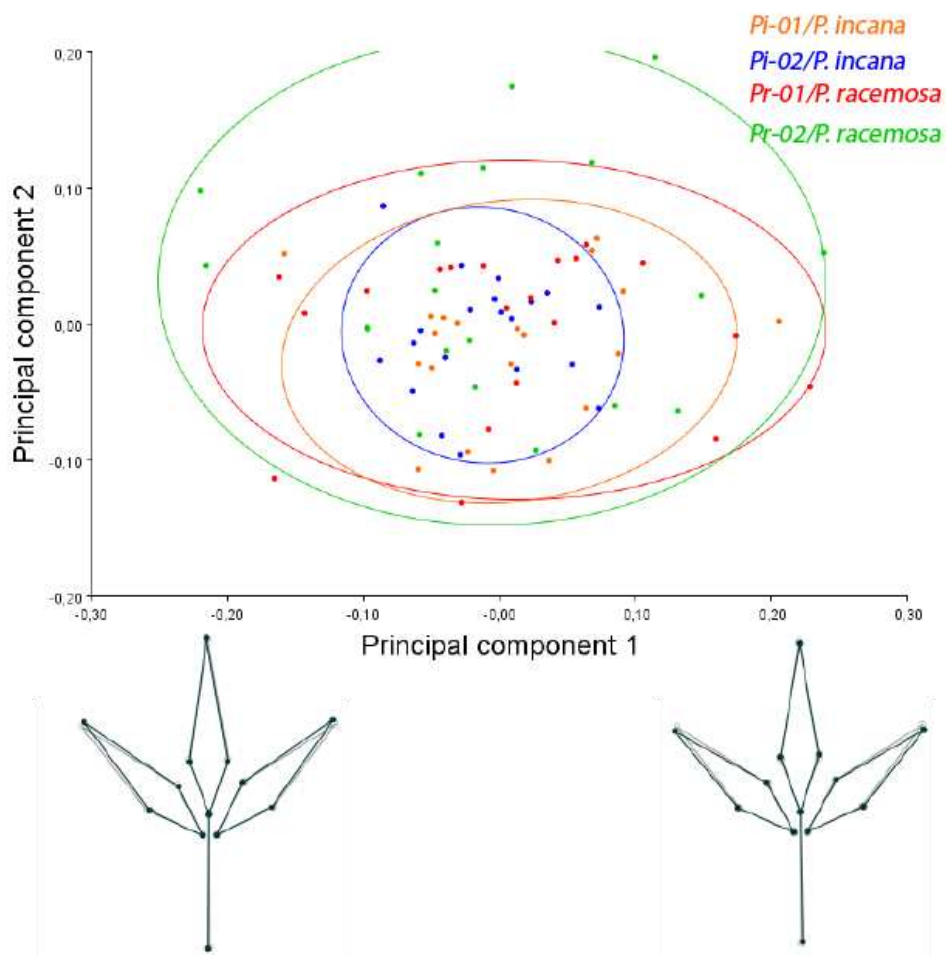 Pi-01/P. incana
Pi-02/P. incana
Pr-01/P. racemosa
Pr-02/P. racemosa
0,20
0,10
0,00
-0,10
-0,20
Principal component 2
-0,30 -0,20 -0,10 -0,00 0,10 0,20 0,30
Principal component 1